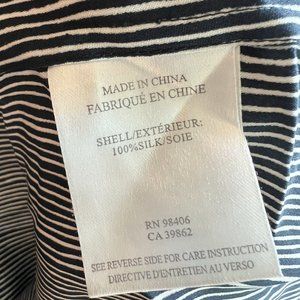 MADE IN CHINA
FABRIQUÉ EN CHINE
SHELL/EXTÉRIEUR:
100%SILK/SOIE
RN 98406
CA 39862
SEE REVERSE SIDE FOR CARE INSTRUCTION
DIRECTIVE D'ENTRETIEN AU VERSO